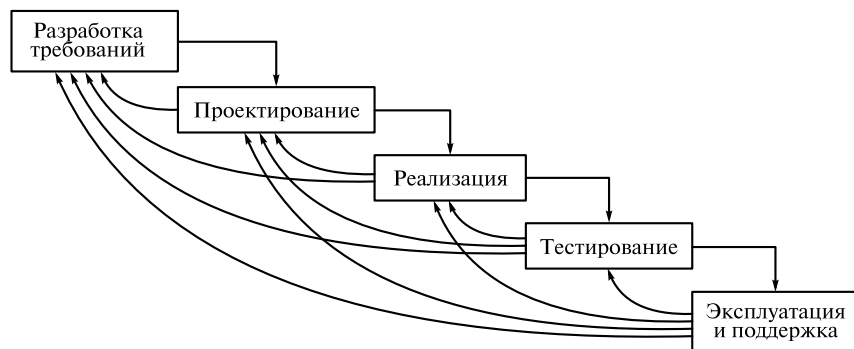 Разработка
требований
Проектирование
Реализация
Тестирование
Эксплуатация
и поддержка